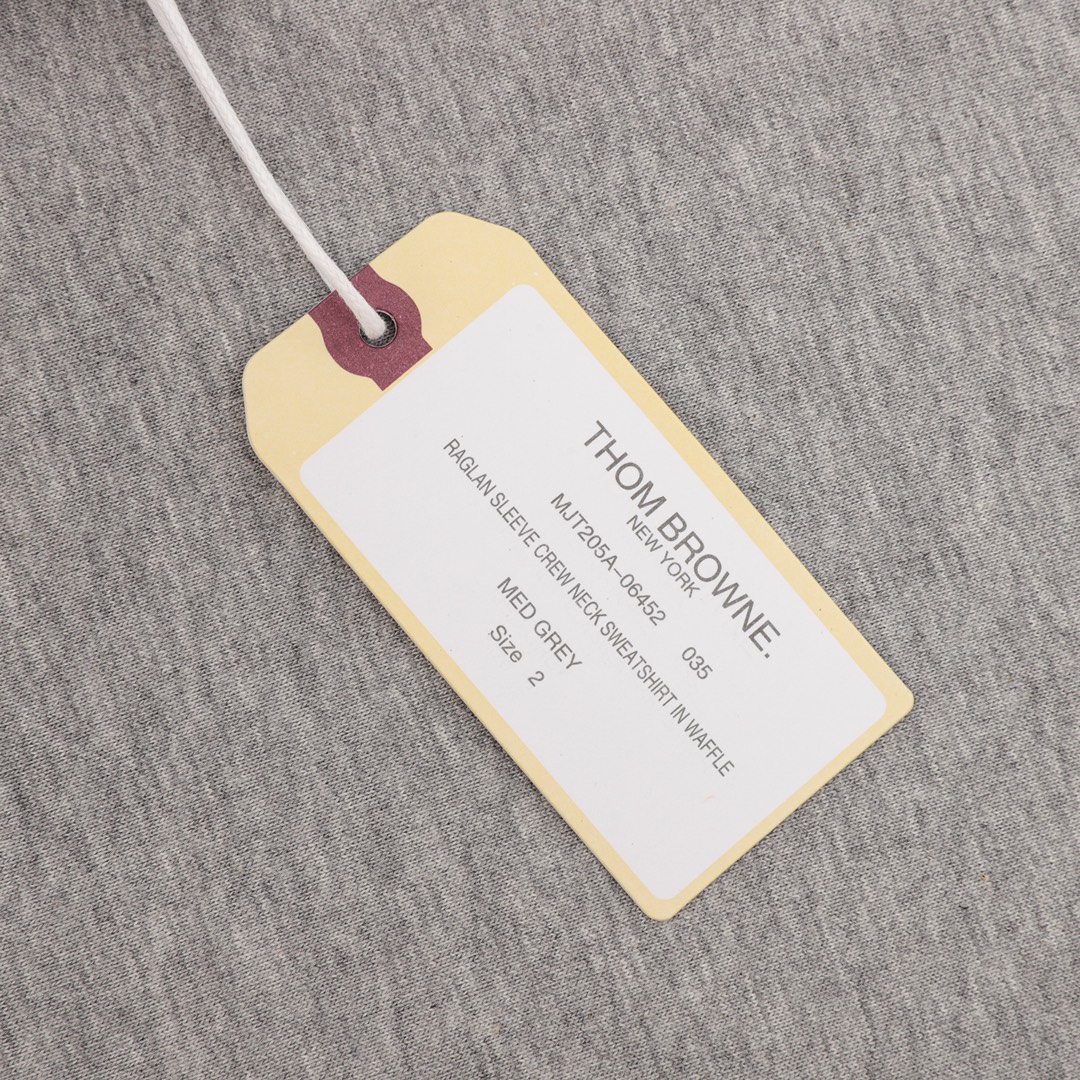 THOM BROWNE.
NEW YORK
MJT205A-06452 035
RAGLAN SLEEVE CREW NECK SWEATSHIRT IN WAFFLE
MED GREY
Size 2